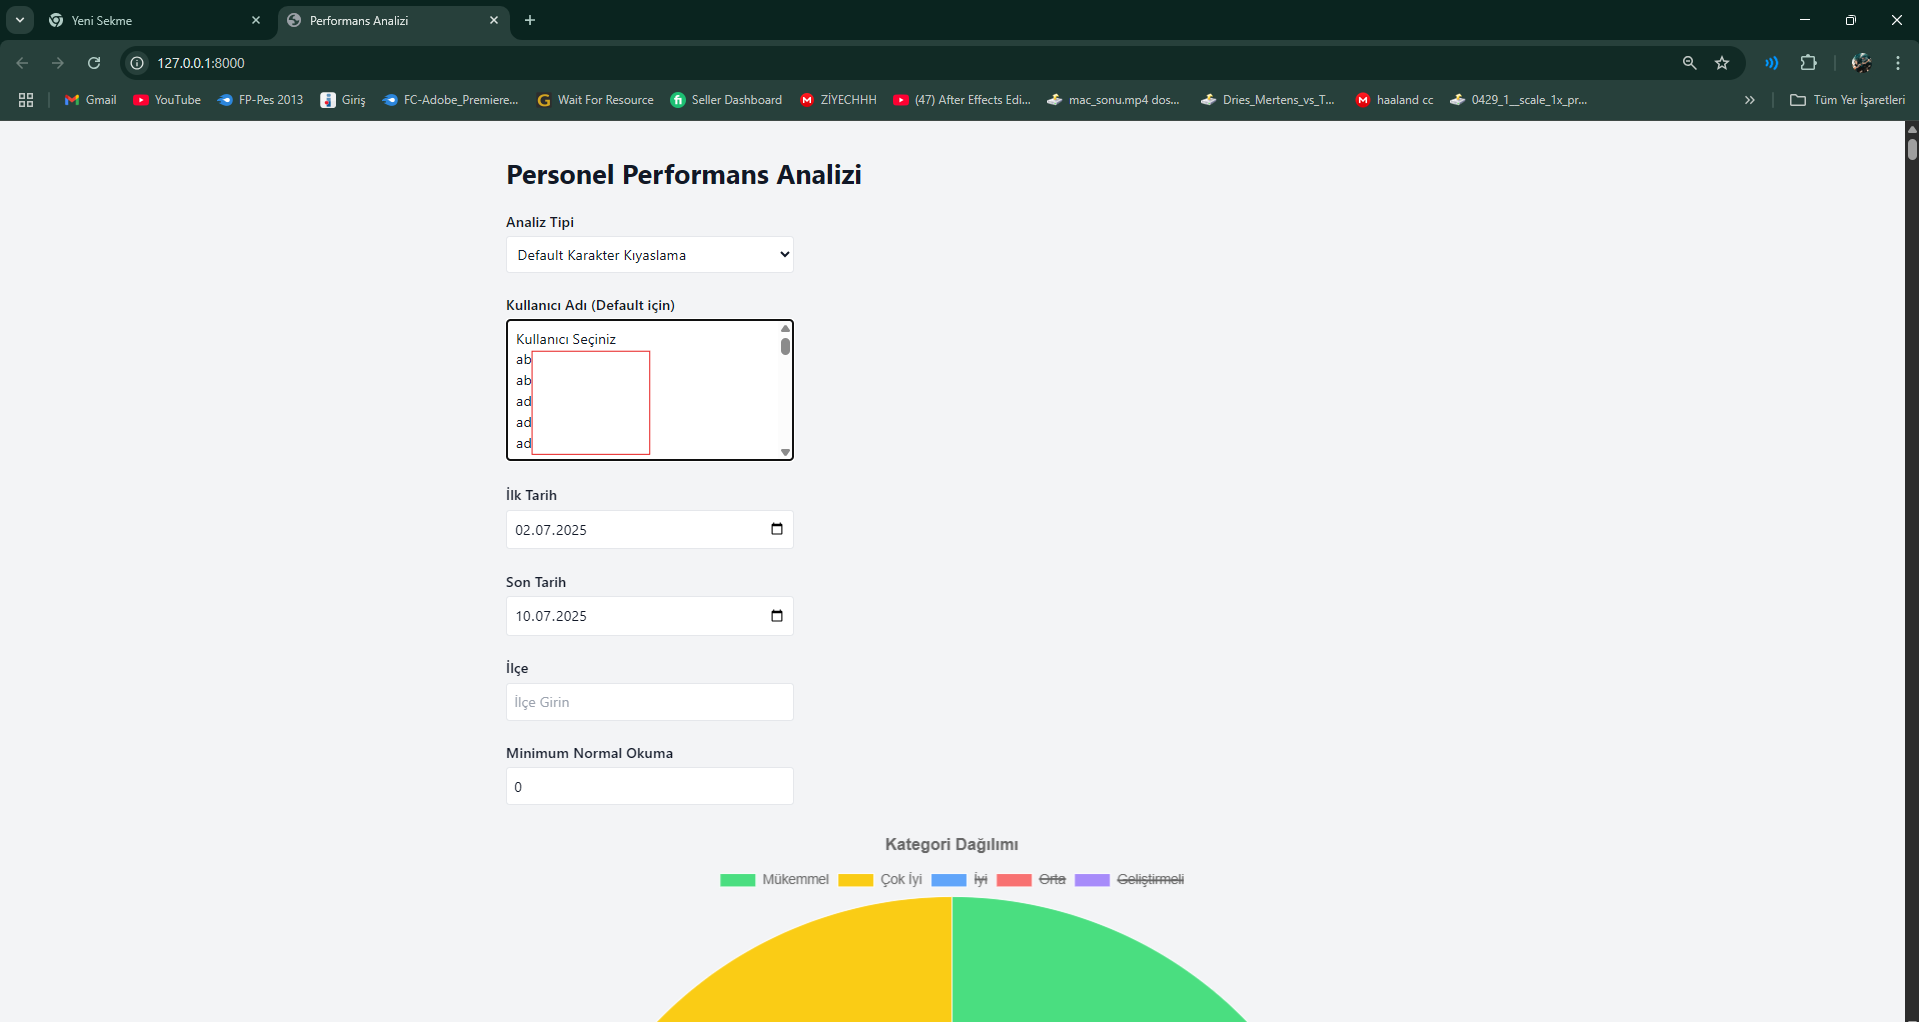 Yeni Sekme
Performans Analizi
127.0.0.1:8000
Gmail
YouTube
FP-Pes 2013
Giriş
FC-Adobe_Premiere...
Wait For Resource
Seller Dashboard
ZİYECHHH
(47) After Effects Edi...
mac_sonu.mp4 dos...
Dries_Mertens_vs_T...
haaland cc
0429_1__scale_1x_pr...
Tüm Yer İşaretleri
Personel Performans Analizi
Analiz Tipi
Default Karakter Kıyaslama
Kullanıcı Adı (Default için)
Kullanıcı Seçiniz
ab
ab
ad
ad
ad
İlk Tarih
02.07.2025
Son Tarih
10.07.2025
İlçe
İlçe Girin
Minimum Normal Okuma
0
Kategori Dağılımı
Mükemmel Çok İyi İyi Orta Geliştirmeli